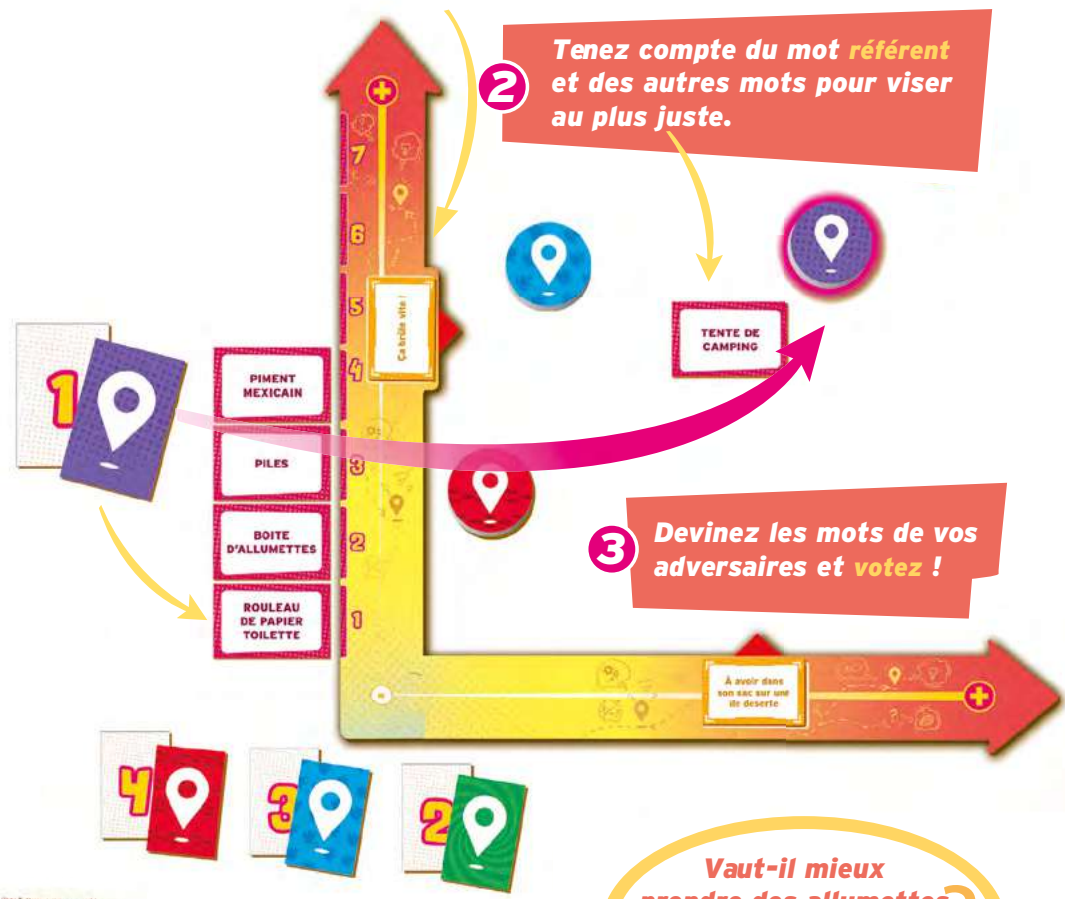 2
Tenez compte du mot référent
et des autres mots pour viser
au plus juste.
+
7
6
5
4
3
2
1
Ça brûle vite !
TENTE DE
CAMPING
1
PIMENT
MEXICAIN
PILES
BOITE
D'ALLUMETTES
ROULEAU
DE PAPIER
TOILETTE
3
Devinez les mots de vos
adversaires et votez !
À avoir dans
son sac sur une
île déserte
-
+
4
3
2
Vaut-il mieux
prendre des allumettes
?